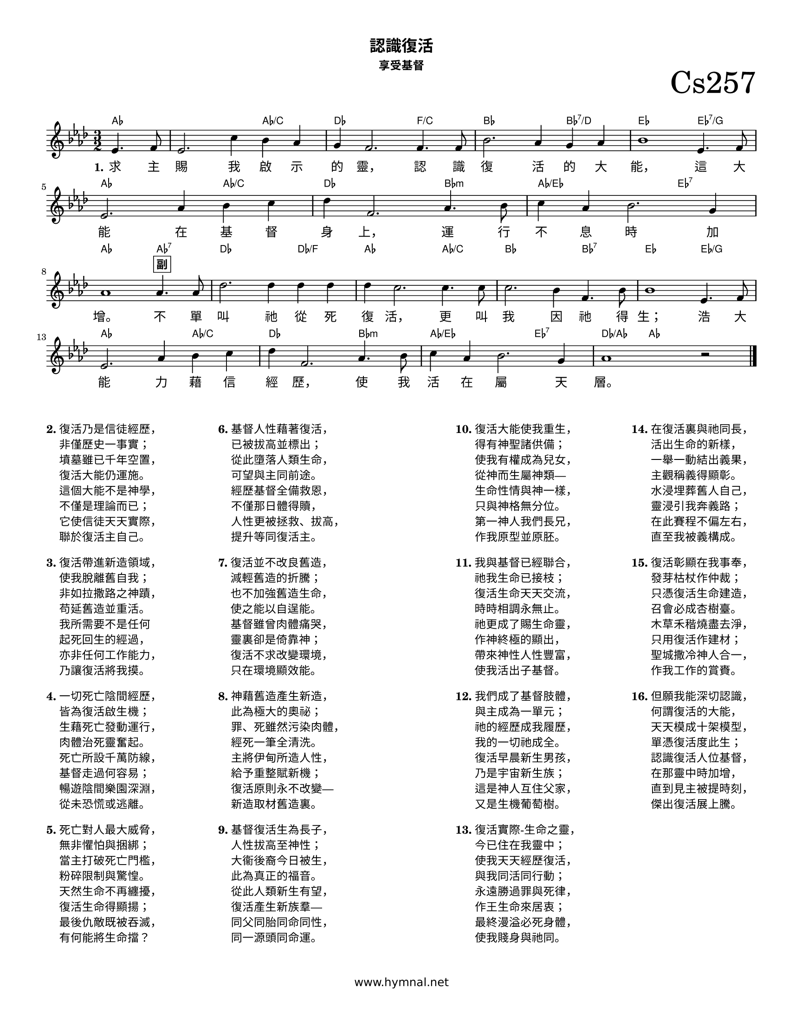 認識復活
享受基督
Cs257
A♭ A♭/C D♭ F/C B♭ B♭7/D E♭ E♭7/G
3 2
1. 求 主 賜 我 啟 示 的 靈， 認 識 復 活 的 大 能， 這 大
5 A♭ A♭/C D♭ B♭m A♭/E♭ E♭7
能 在 基 督 身 上， 運 行 不 息 時 加
A♭ A♭7 D♭ D♭/F A♭ A♭/C B♭ B♭7 E♭ E♭/G
8 副
增。 不 單 叫 祂 從 死 復 活， 更 叫 我 因 祂 得 生； 浩 大
13 A♭ A♭/C D♭ B♭m A♭/E♭ E♭7 D♭/A♭ A♭
能 力 藉 信 經 歷， 使 我 活 在 屬 天 層。
2. 復活乃是信徒經歷，
非僅歷史一事實；
墳墓雖已千年空置，
復活大能仍運施。
這個大能不是神學，
不僅是理論而已；
它使信徒天天實際，
聯於復活主自己。
3. 復活帶進新造領域，
使我脫離舊自我；
非如拉撒路之神蹟，
苟延舊造並重活。
我所需要不是任何
起死回生的經過，
亦非任何工作能力，
乃讓復活將我摸。
4. 一切死亡陰間經歷，
皆為復活啟生機；
生藉死亡發動運行，
肉體治死靈奮起。
死亡所設千萬防線，
基督走過何容易；
暢遊陰間樂園深淵，
從未恐慌或逃離。
5. 死亡對人最大威脅，
無非懼怕與捆綁；
當主打破死亡門檻，
粉碎限制與驚惶。
天然生命不再纏擾，
復活生命得顯揚；
最後仇敵既被吞滅，
有何能將生命擋？
6. 基督人性藉著復活，
已被拔高並標出；
從此墮落人類生命，
可望與主同前途。
經歷基督全備救恩，
不僅那日體得贖，
人性更被拯救、拔高，
提升等同復活主。
7. 復活並不改良舊造，
減輕舊造的折騰；
也不加強舊造生命，
使之能以自逞能。
基督雖曾肉體痛哭，
靈裏卻是倚靠神；
復活不求改變環境，
只在環境顯效能。
8. 神藉舊造產生新造，
此為極大的奧祕；
罪、死雖然污染肉體，
經死一筆全清洗。
主將伊甸所造人性，
給予重整賦新機；
復活原則永不改變—
新造取材舊造裏。
9. 基督復活生為長子，
人性拔高至神性；
大衛後裔今日被生，
此為真正的福音。
從此人類新生有望，
復活產生新族羣—
同父同胎同命同性，
同一源頭同命運。
10. 復活大能使我重生，
得有神聖諸供備；
使我有權成為兒女，
從神而生屬神類—
生命性情與神一樣，
只與神格無分位。
第一神人我們長兄，
作我原型並原胚。
11. 我與基督已經聯合，
祂我生命已接枝；
復活生命天天交流，
時時相調永無止。
祂更成了賜生命靈，
作神終極的顯出，
帶來神性人性豐富，
使我活出子基督。
12. 我們成了基督肢體，
與主成為一單元；
祂的經歷成我履歷，
我的一切祂成全。
復活早晨新生男孩，
乃是宇宙新生族；
這是神人互住父家，
又是生機葡萄樹。
13. 復活實際-生命之靈，
今已住在我靈中；
使我天天經歷復活，
與我同活同行動；
永遠勝過罪與死律，
作王生命來居衷；
最終漫溢必死身體，
使我賤身與祂同。
14. 在復活裏與祂同長，
活出生命的新樣，
一舉一動結出義果，
主觀稱義得顯彰。
水浸埋葬舊人自己，
靈浸引我奔義路；
在此賽程不偏左右，
直至我被義構成。
15. 復活彰顯在我事奉，
發芽枯杖作仲裁；
只憑復活生命建造，
召會必成杏樹臺。
木草禾稭燒盡去淨，
只用復活作建材；
聖城撒冷神人合一，
作我工作的賞賚。
16. 但願我能深切認識，
何謂復活的大能，
天天模成十架模型，
單憑復活度此生；
認識復活人位基督，
在那靈中時加增，
直到見主被提時刻，
傑出復活展上騰。
www.hymnal.net